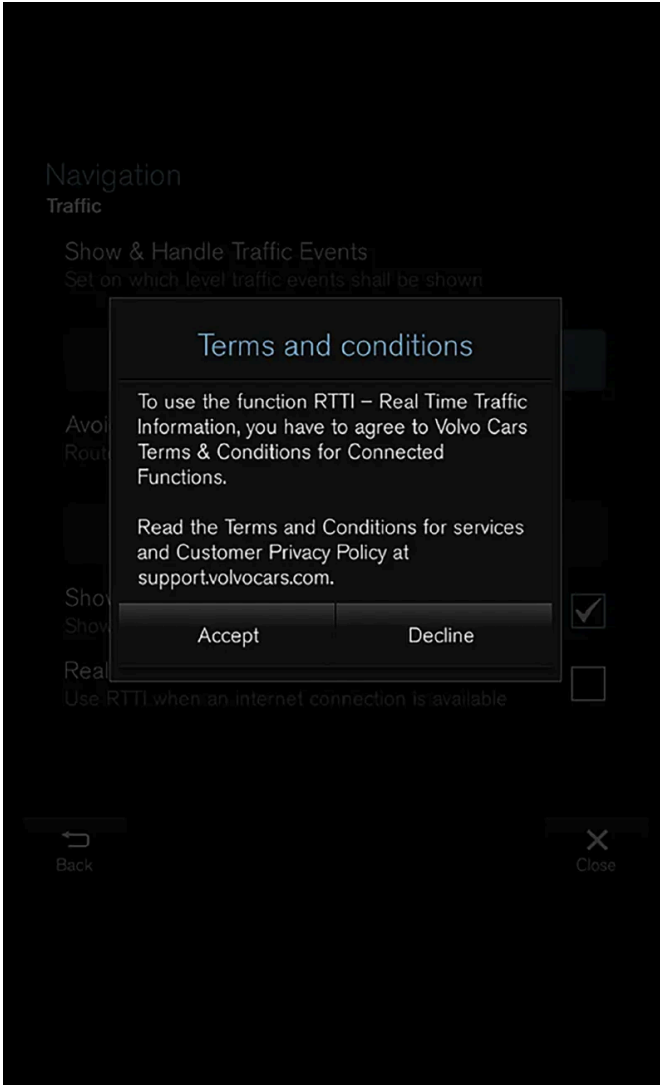 Navigation
Traffic
Show & Handle Traffic Events
Set on which level traffic events shall be shown
Terms and conditions
To use the function RTTI – Real Time Traffic
Information, you have to agree to Volvo Cars
Terms & Conditions for Connected
Functions.
Read the Terms and Conditions for services
and Customer Privacy Policy at
support.volvocars.com.
Accept
Decline
Use RTTI when an internet connection is available
Back
Close